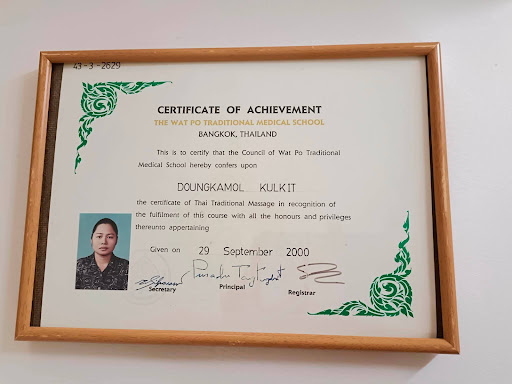 43-3-2629
CERTIFICATE OF ACHIEVEMENT
THE WAT PO TRADITIONAL MEDICAL SCHOOL
BANGKOK, THAILAND
This is to certify that the Council of Wat Po Traditional
Medical School hereby confers upon
DOUNGKAMOL KULKIT
the certificate of Thai Traditional Massage in recognition of
the fulfilment of this course with all the honours and privileges
thereunto appertaining
Given on 29 September 2000
Secretary Principal Registrar